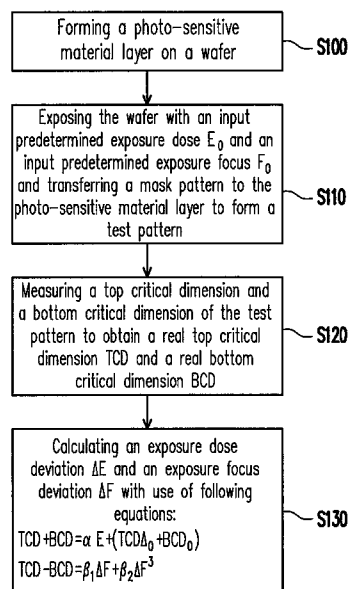 Forming a photo-sensitive
material layer on a wafer
S100
Exposing the wafer with an input
predetermined exposure dose E₀ and an
input predetermined exposure focus F₀
and transferring a mask pattern to the
photo-sensitive material layer to form a
test pattern
S110
Measuring a top critical dimension and
a bottom critical dimension of the test
pattern to obtain a real top critical
dimension TCD and a real bottom
critical dimension BCD
S120
Calculating an exposure dose
deviation ΔE and an exposure focus
deviation ΔF with use of following
equations:
TCD+BCD=α E+(TCDΔ₀+BCD₀)
TCD-BCD=β₁ΔF+β₂ΔF³
S130